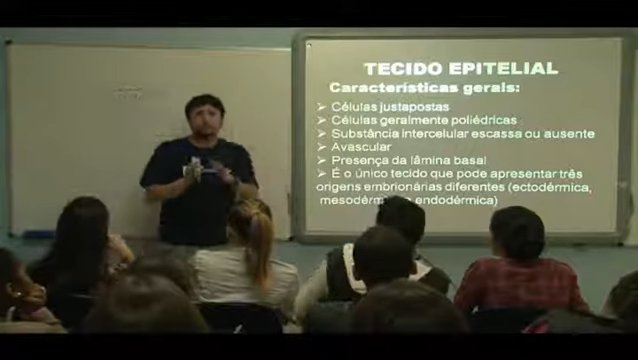 TECIDO EPITELIAL
Características gerais:
➤ Células justapostas
➤ Células geralmente poliédricas
➤ Substância intercelular escassa ou ausente
➤ Avascular
➤ Presença da lâmina basal
➤ É o único tecido que pode apresentar três
origens embrionárias diferentes (ectodérmica,
endodérmica)